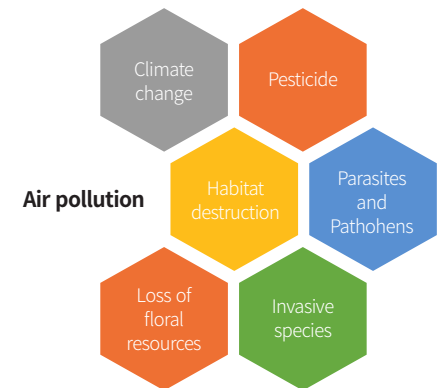 Climate
change
Pesticide
Air pollution
Habitat
destruction
Parasites
and
Pathohens
Loss of
floral
resources
Invasive
species